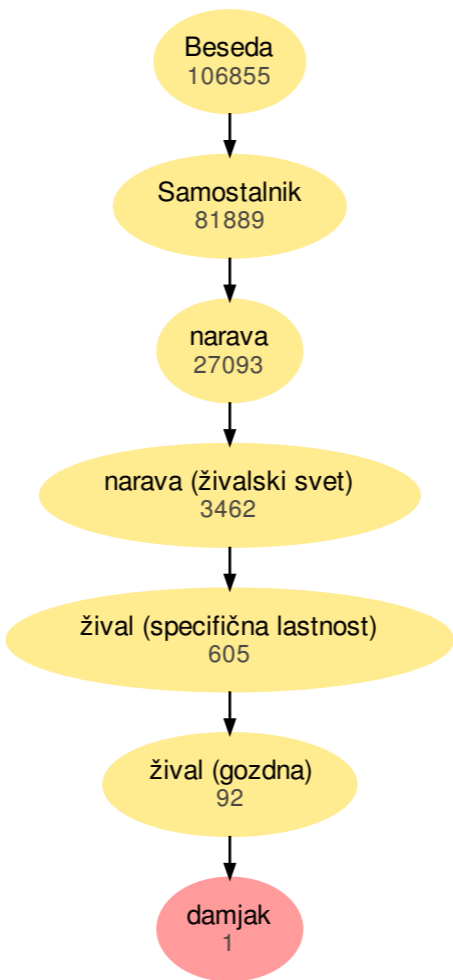 Beseda
106855
Samostalnik
81889
narava
27093
narava (živalski svet)
3462
žival (specifična lastnost)
605
žival (gozdna)
92
damjak
1